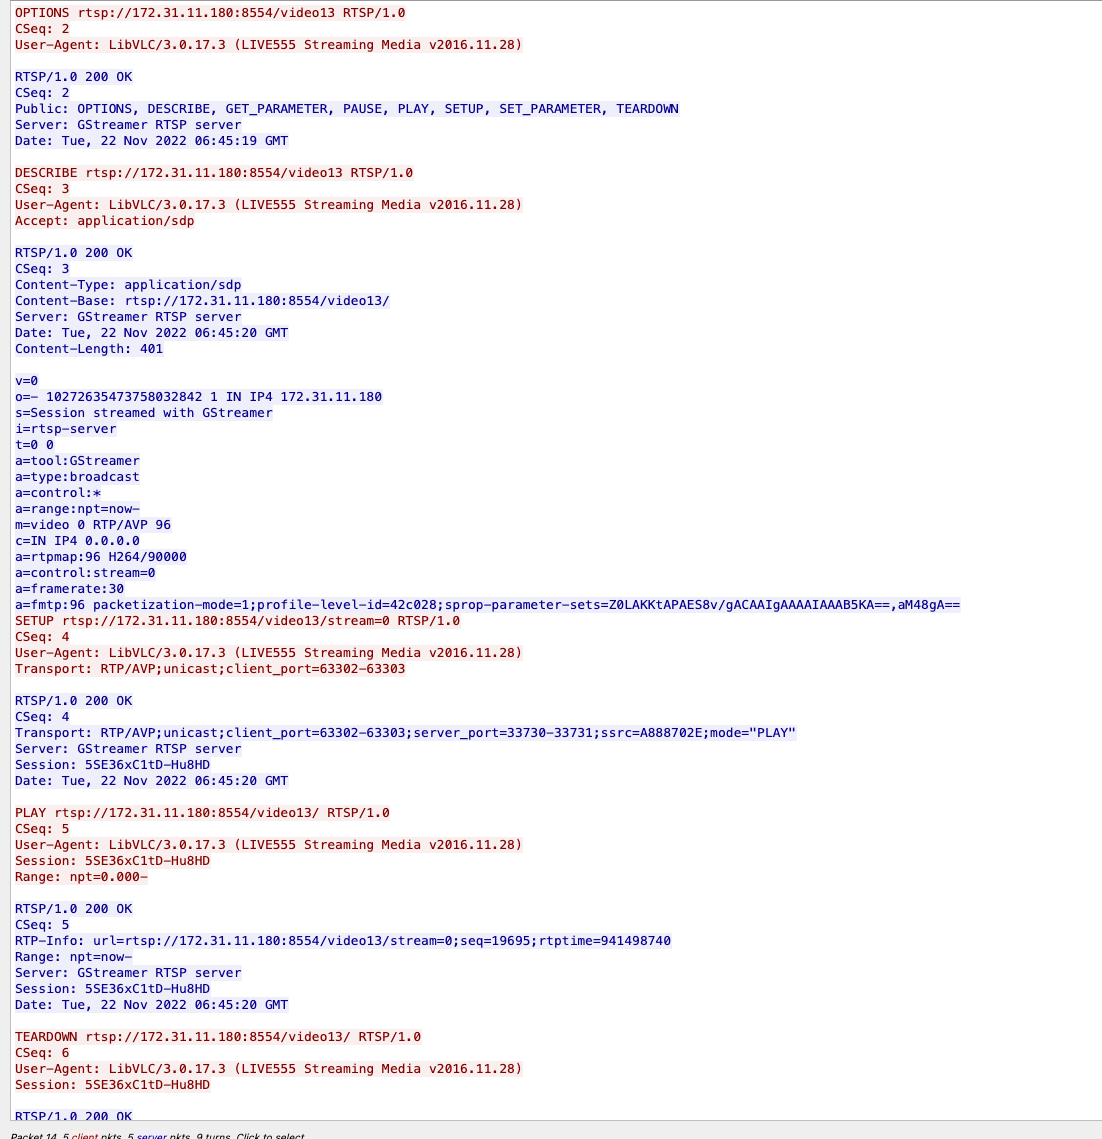 OPTIONS rtsp://172.31.11.180:8554/video13 RTSP/1.0
CSeq: 2
User-Agent: LibVLC/3.0.17.3 (LIVE555 Streaming Media v2016.11.28)
RTSP/1.0 200 OK
CSeq: 2
Public: OPTIONS, DESCRIBE, GET_PARAMETER, PAUSE, PLAY, SETUP, SET_PARAMETER, TEARDOWN
Server: GStreamer RTSP server
Date: Tue, 22 Nov 2022 06:45:19 GMT
DESCRIBE rtsp://172.31.11.180:8554/video13 RTSP/1.0
CSeq: 3
User-Agent: LibVLC/3.0.17.3 (LIVE555 Streaming Media v2016.11.28)
Accept: application/sdp
RTSP/1.0 200 OK
CSeq: 3
Content-Type: application/sdp
Content-Base: rtsp://172.31.11.180:8554/video13/
Server: GStreamer RTSP server
Date: Tue, 22 Nov 2022 06:45:20 GMT
Content-Length: 401
v=0
o=- 10272635473758032842 1 IN IP4 172.31.11.180
s=Session streamed with GStreamer
i=rtsp-server
t=0 0
a=tool:GStreamer
a=type:broadcast
a=control:*
a=range:npt=now-
m=video 0 RTP/AVP 96
c=IN IP4 0.0.0.0
a=rtpmap:96 H264/90000
a=control:stream=0
a=framerate:30
a=fmtp:96 packetization-mode=1;profile-level-id=42c028;sprop-parameter-sets=Z0LAKKtAPAES8v/gACAAIgAAAAIAAAB5KA==,aM48gA==
SETUP rtsp://172.31.11.180:8554/video13/stream=0 RTSP/1.0
CSeq: 4
User-Agent: LibVLC/3.0.17.3 (LIVE555 Streaming Media v2016.11.28)
Transport: RTP/AVP;unicast;client_port=63302-63303
RTSP/1.0 200 OK
CSeq: 4
Transport: RTP/AVP;unicast;client_port=63302-63303;server_port=33730-33731;ssrc=A888702E;mode="PLAY"
Server: GStreamer RTSP server
Session: 5SE36xC1tD-Hu8HD
Date: Tue, 22 Nov 2022 06:45:20 GMT
PLAY rtsp://172.31.11.180:8554/video13/ RTSP/1.0
CSeq: 5
User-Agent: LibVLC/3.0.17.3 (LIVE555 Streaming Media v2016.11.28)
Session: 5SE36xC1tD-Hu8HD
Range: npt=0.000-
RTSP/1.0 200 OK
CSeq: 5
RTP-Info: url=rtsp://172.31.11.180:8554/video13/stream=0;seq=19695;rtptime=941498740
Range: npt=now-
Server: GStreamer RTSP server
Session: 5SE36xC1tD-Hu8HD
Date: Tue, 22 Nov 2022 06:45:20 GMT
TEARDOWN rtsp://172.31.11.180:8554/video13/ RTSP/1.0
CSeq: 6
User-Agent: LibVLC/3.0.17.3 (LIVE555 Streaming Media v2016.11.28)
Session: 5SE36xC1tD-Hu8HD
RTSP/1.0 200 OK
Packet 14. 5 client pkts, 5 server pkts, 9 turns. Click to select.